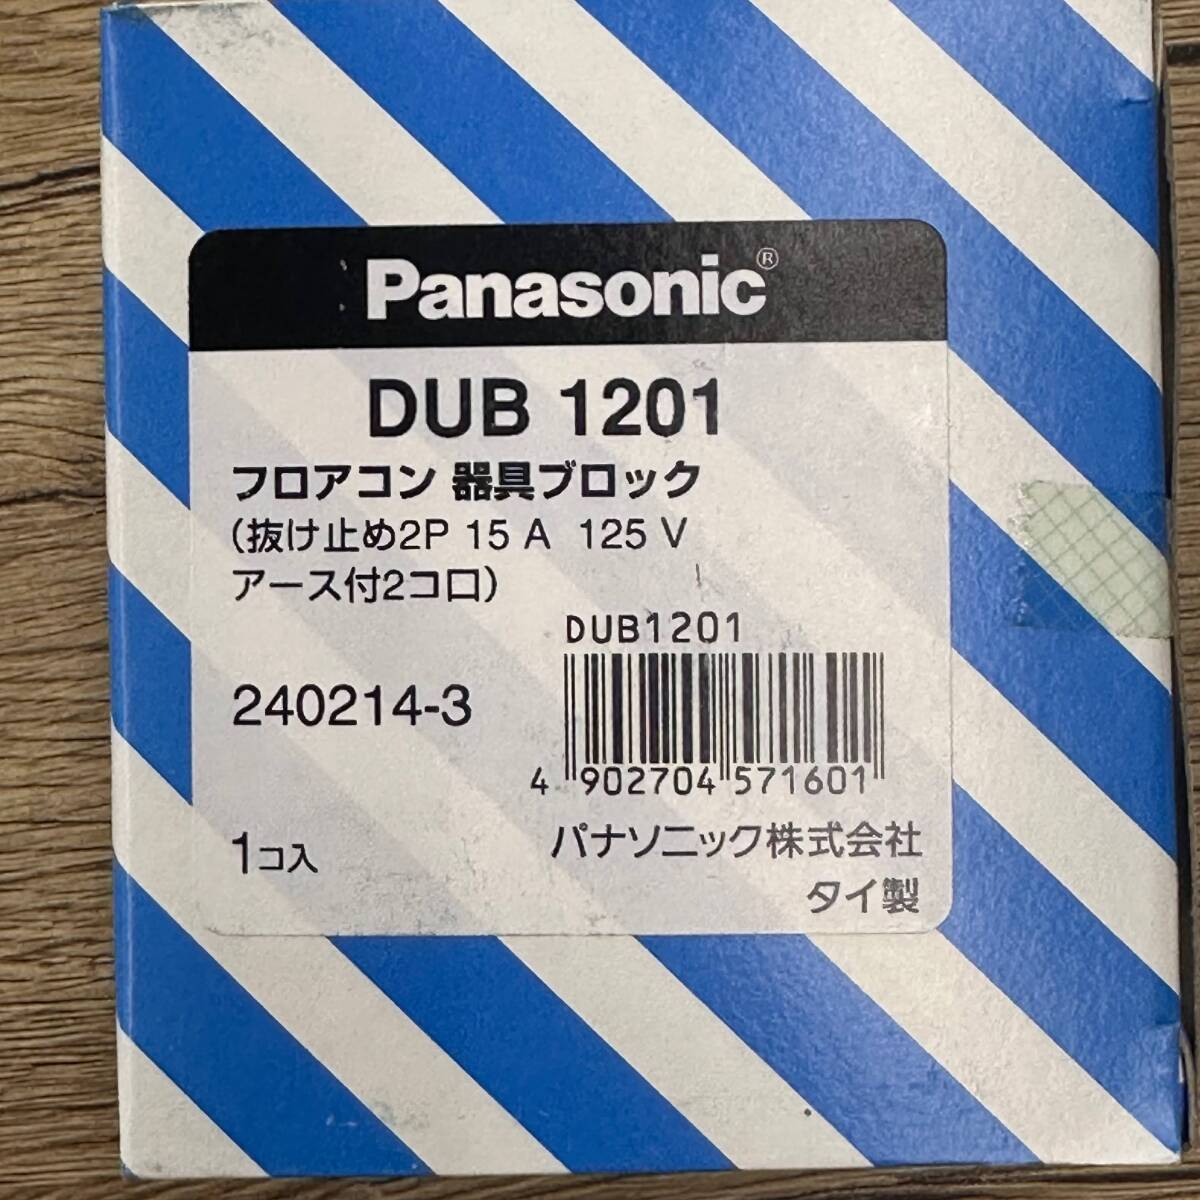 Panasonic®
DUB 1201
フロアコン 器具ブロック
(抜け止め2P 15 A 125 V
アース付2コ口)
DUB1201
240214-3
4 902704 571601
1コ入
パナソニック株式会社
タイ製